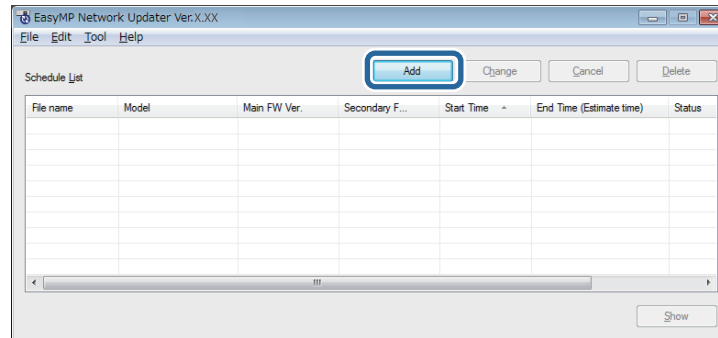 EasyMP Network Updater Ver.X.XX
File Edit Tool Help
Schedule List Add Change Cancel Delete
File name Model Main FW Ver. Secondary F... Start Time End Time (Estimate time) Status
Show